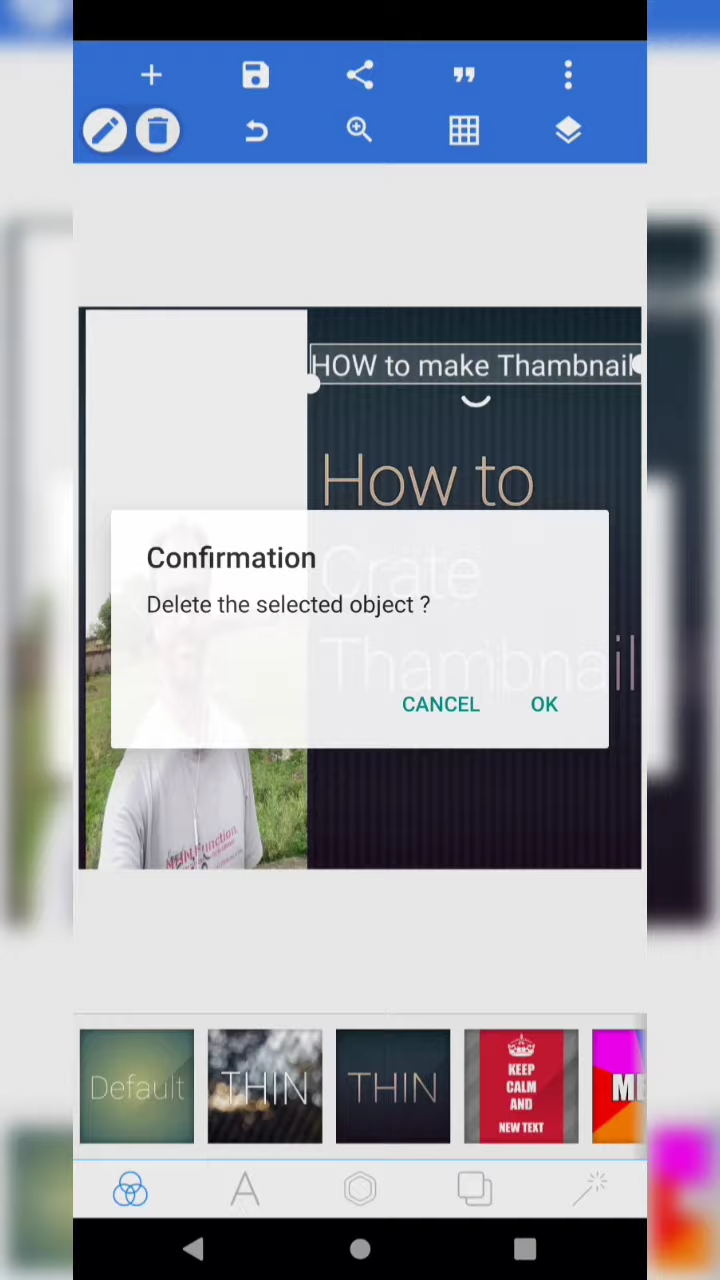 HOW to make Thambnail
How to
Crate
Thambnail
Confirmation
Delete the selected object ?
CANCEL
OK
Default
THIN
THIN
KEEP
CALM
AND
NEW TEXT